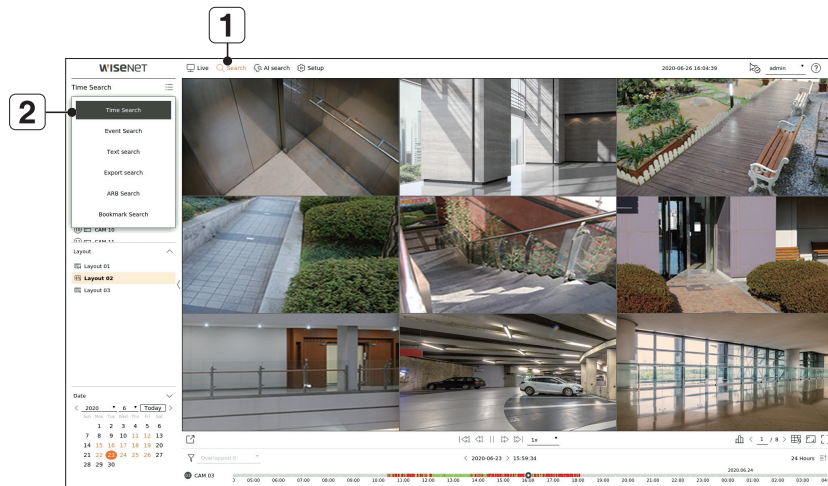 1
WISENET
Live
Search
AI search
Setup
2020-06-26 16:04:39
admin
?
Time Search
2
Time Search
Event Search
Text search
Export search
ARB Search
Bookmark Search
CAM 10
CAM 11
Layout
Layout 01
Layout 02
Layout 03
Date
2020 6 Today
Sun Mon Tue Wed Thu Fri Sat
1 2 3 4 5 6
7 8 9 10 11 12 13
14 15 16 17 18 19 20
21 22 23 24 25 26 27
28 29 30
1x
1 / 8
Overlapped 0
2020-06-23 15:59:34
24 Hours
CAM 03
2020.06.24
05:00 06:00 07:00 08:00 09:00 10:00 11:00 12:00 13:00 14:00 15:00 16:00 17:00 18:00 19:00 20:00 21:00 22:00 23:00 00:00 01:00 02:00 03:00